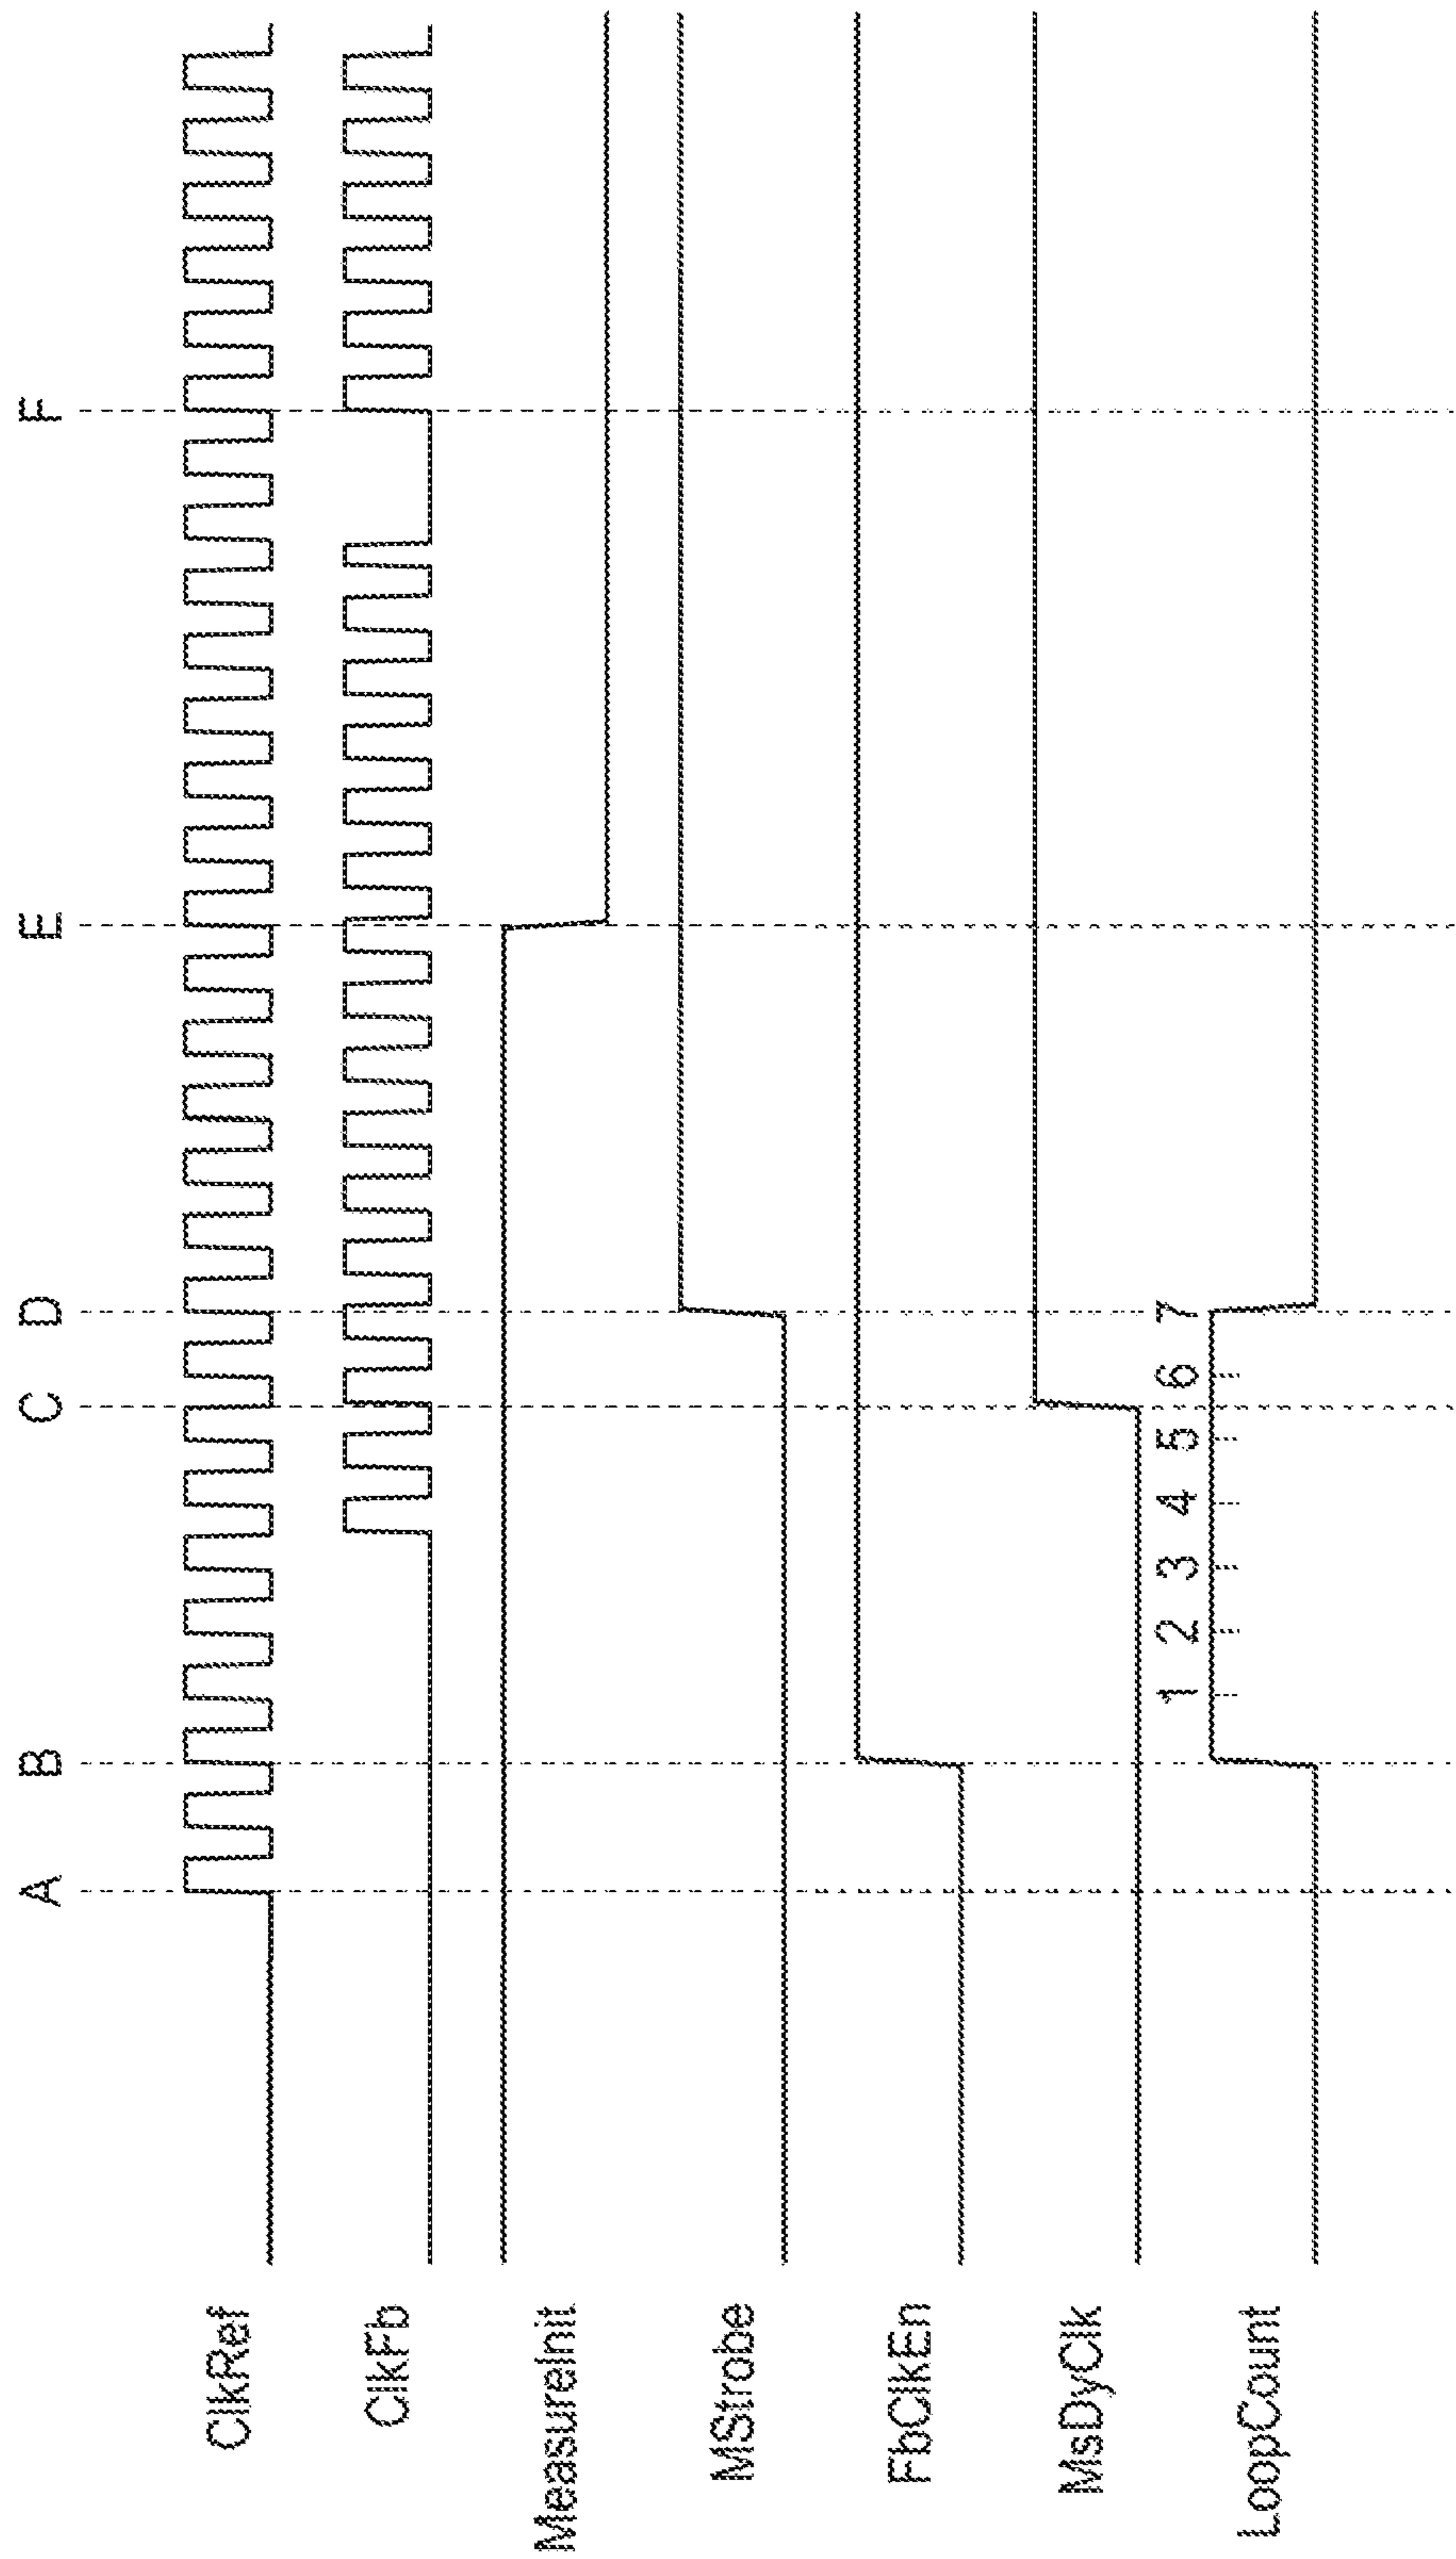 A B C D E F
ClkRef
ClkFb
MeasureInit
MStrobe
FbClkEn
MsDyClk
1 2 3 4 5 6 7
LoopCount